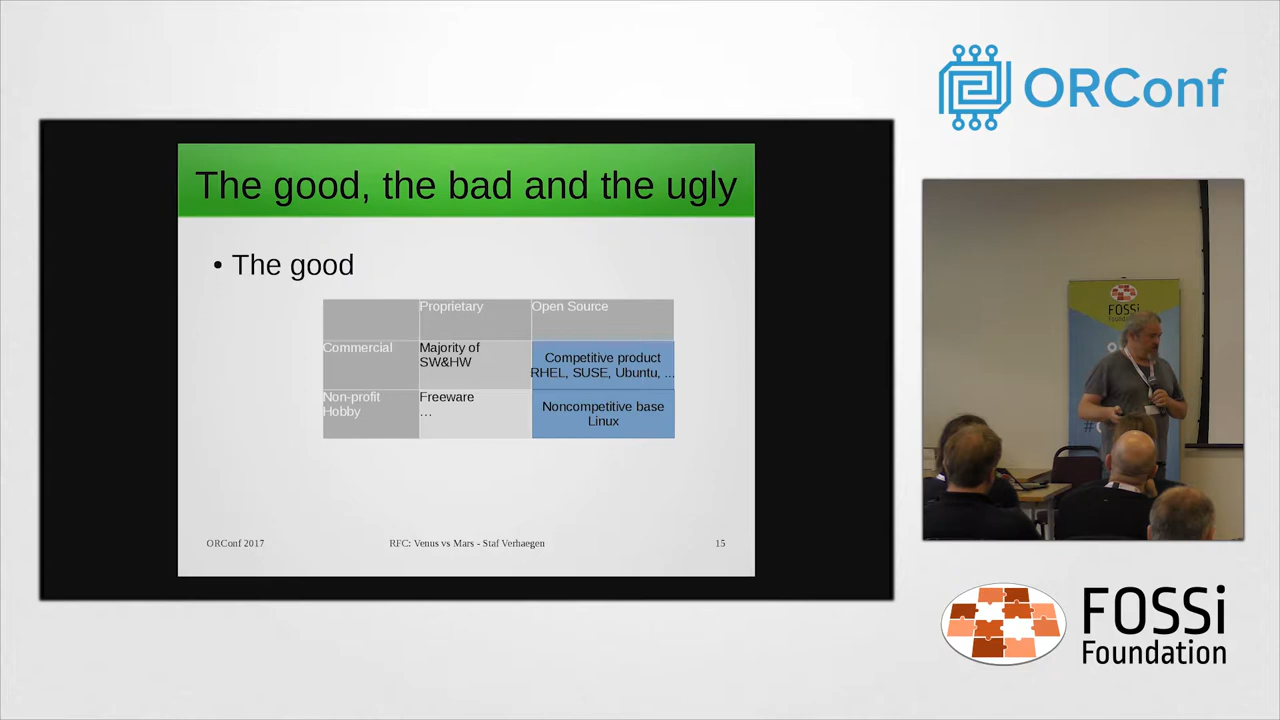 ORConf
The good, the bad and the ugly
• The good
Proprietary
Open Source
Commercial
Majority of
SW&HW
Competitive product
RHEL, SUSE, Ubuntu, ...
Non-profit
Hobby
Freeware
...
Noncompetitive base
Linux
ORConf 2017
RFC: Venus vs Mars - Staf Verhaegen
15
FOSSi
FOSSi
Foundation